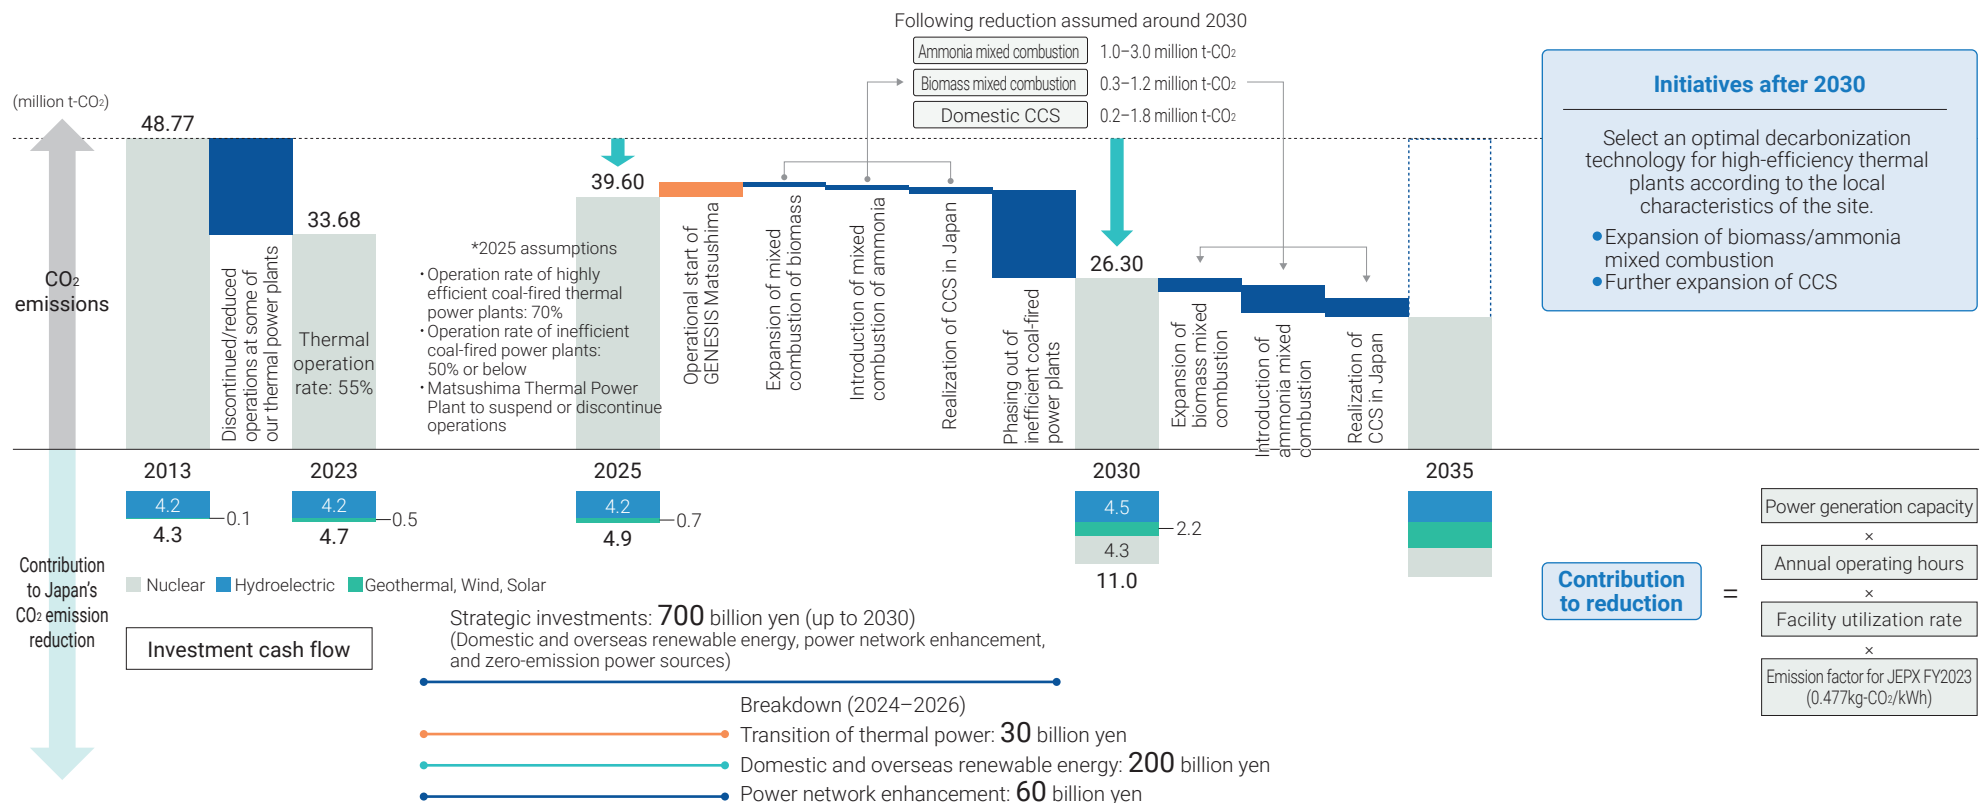 Following reduction assumed around 2030
Ammonia mixed combustion 1.0–3.0 million t-CO2
Biomass mixed combustion 0.3–1.2 million t-CO2
Domestic CCS 0.2–1.8 million t-CO2
(million t-CO2)
CO2
emissions
48.77
Discontinued/reduced
operations at some of
our thermal power plants
33.68
Thermal
operation
rate: 55%
*2025 assumptions
・Operation rate of highly
efficient coal-fired thermal
power plants: 70%
・Operation rate of inefficient
coal-fired power plants:
50% or below
・Matsushima Thermal Power
Plant to suspend or discontinue
operations
39.60
Operational start of
GENESIS Matsushima
Expansion of mixed
combustion of biomass
Introduction of mixed
combustion of ammonia
Realization of CCS in Japan
Phasing out of
inefficient coal-fired
power plants
26.30
Expansion of
biomass mixed
combustion
Introduction of
ammonia mixed
combustion
Realization of
CCS in Japan
Initiatives after 2030
Select an optimal decarbonization
technology for high-efficiency thermal
plants according to the local
characteristics of the site.
●Expansion of biomass/ammonia
mixed combustion
●Further expansion of CCS
2013
2023
2025
2030
2035
4.2
0.1
4.3
4.2
0.5
4.7
4.2
0.7
4.9
4.5
2.2
4.3
11.0
Contribution
to Japan's
CO2 emission
reduction
Nuclear Hydroelectric Geothermal, Wind, Solar
Investment cash flow
Strategic investments: 700 billion yen (up to 2030)
(Domestic and overseas renewable energy, power network enhancement,
and zero-emission power sources)
Breakdown (2024–2026)
Transition of thermal power: 30 billion yen
Domestic and overseas renewable energy: 200 billion yen
Power network enhancement: 60 billion yen
Contribution
to reduction
=
Power generation capacity
×
Annual operating hours
×
Facility utilization rate
×
Emission factor for JEPX FY2023
(0.477kg-CO2/kWh)